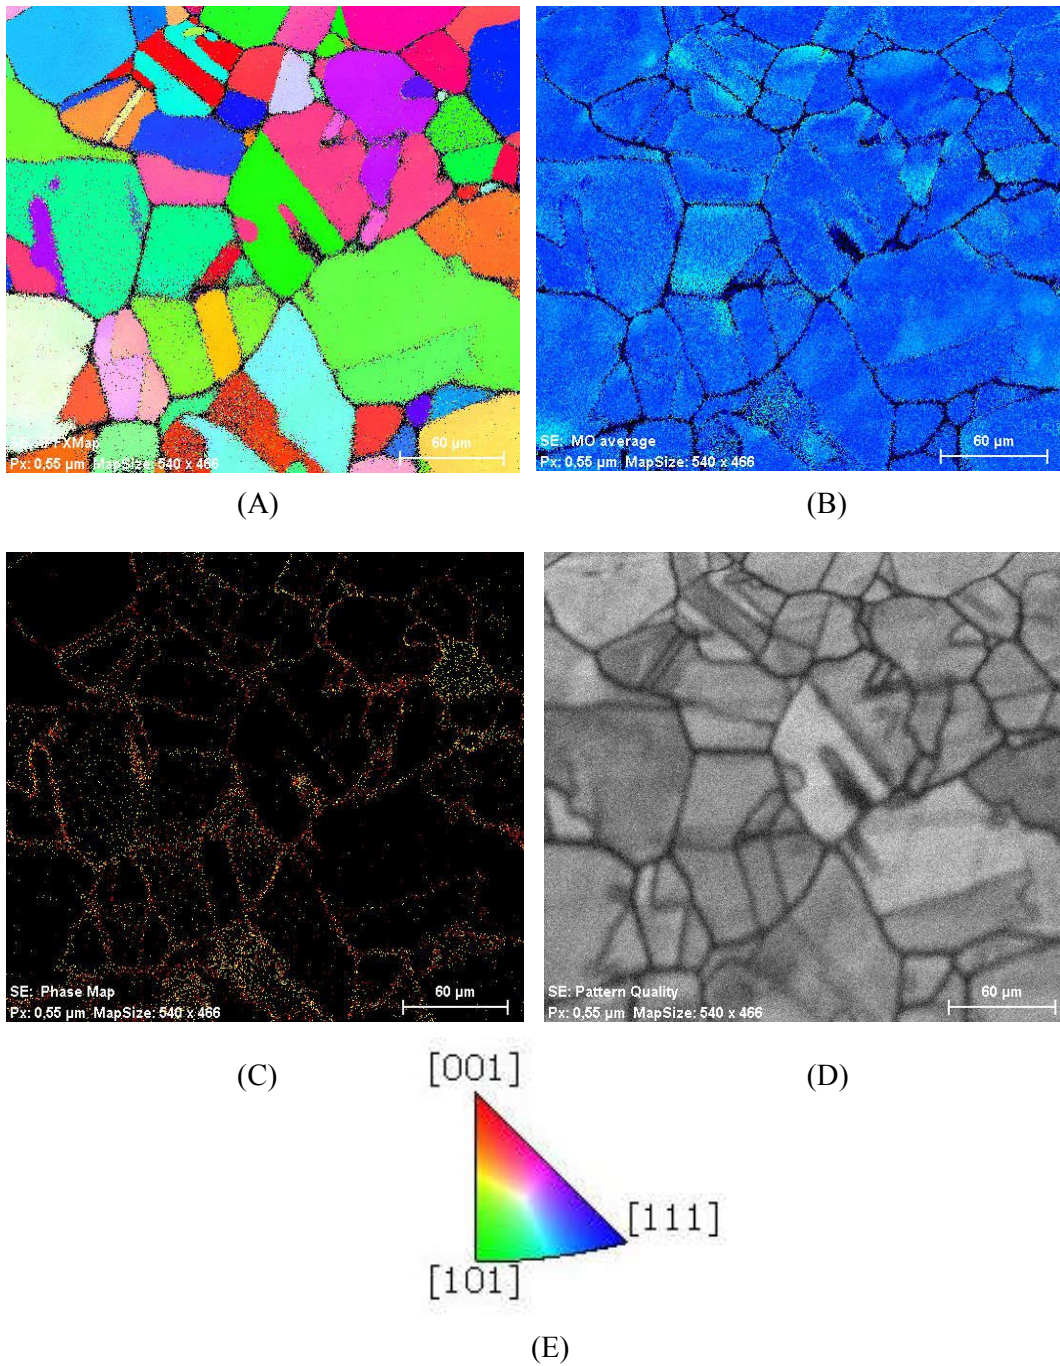 60 µm
Px: 0,55 µm MapSize: 540 x 466
(A)
SE: MO average
60 µm
Px: 0,55 µm MapSize: 540 x 466
(B)
SE: Phase Map
60 µm
Px: 0,55 µm MapSize: 540 x 466
(C)
SE: Pattern Quality
60 µm
Px: 0,55 µm MapSize: 540 x 466
(D)
[001]
[111]
[101]
(E)